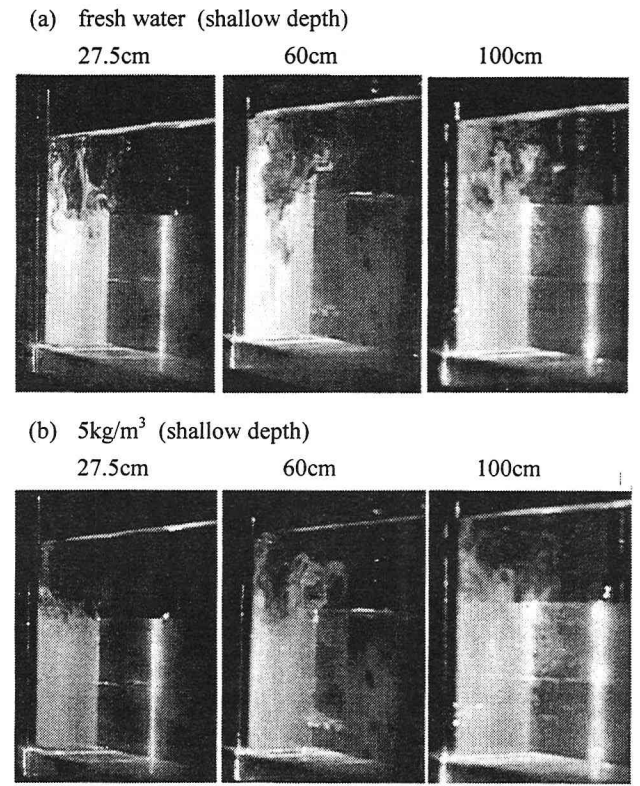 (a) fresh water (shallow depth)
27.5cm 60cm 100cm
(b) 5kg/m³ (shallow depth)
27.5cm 60cm 100cm